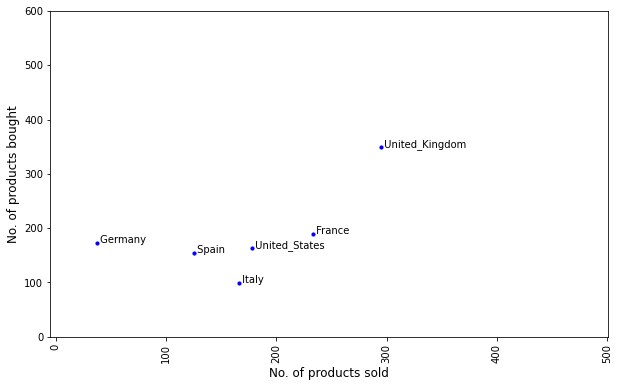 600
500
400
300
200
100
0
No. of products bought
United_Kingdom
France
Germany
United_States
Spain
Italy
0
100
200
300
400
500
No. of products sold